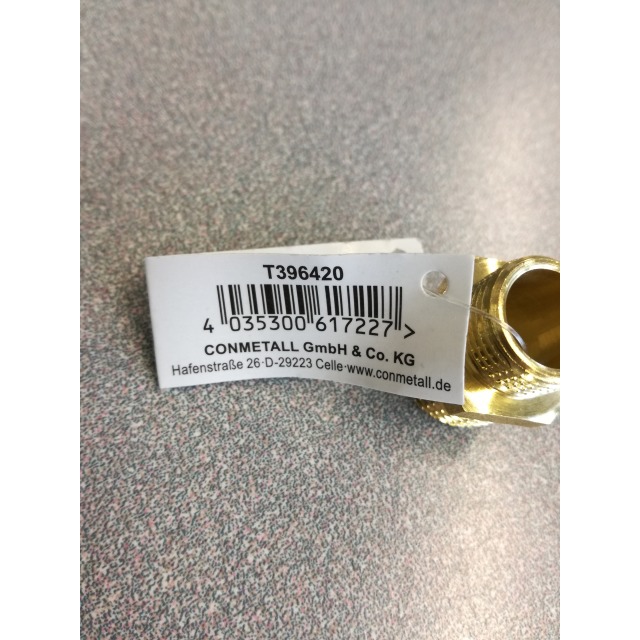 T396420
4 035300 617227 >
CONMETALL GmbH & Co. KG
Hafenstraße 26·D-29223 Celle·www.conmetall.de